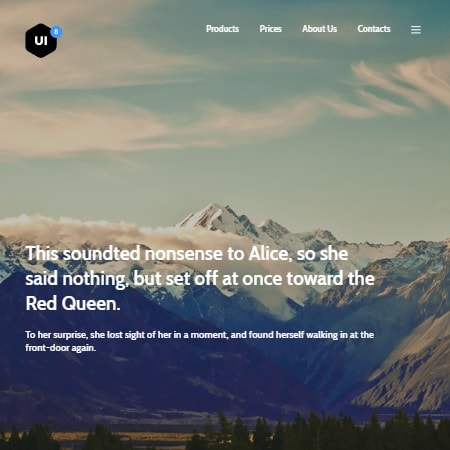 UI 8
Products Prices About Us Contacts
This soundted nonsense to Alice, so she
said nothing, but set off at once toward the
Red Queen.
To her surprise, she lost sight of her in a moment, and found herself walking in at the
front-door again.